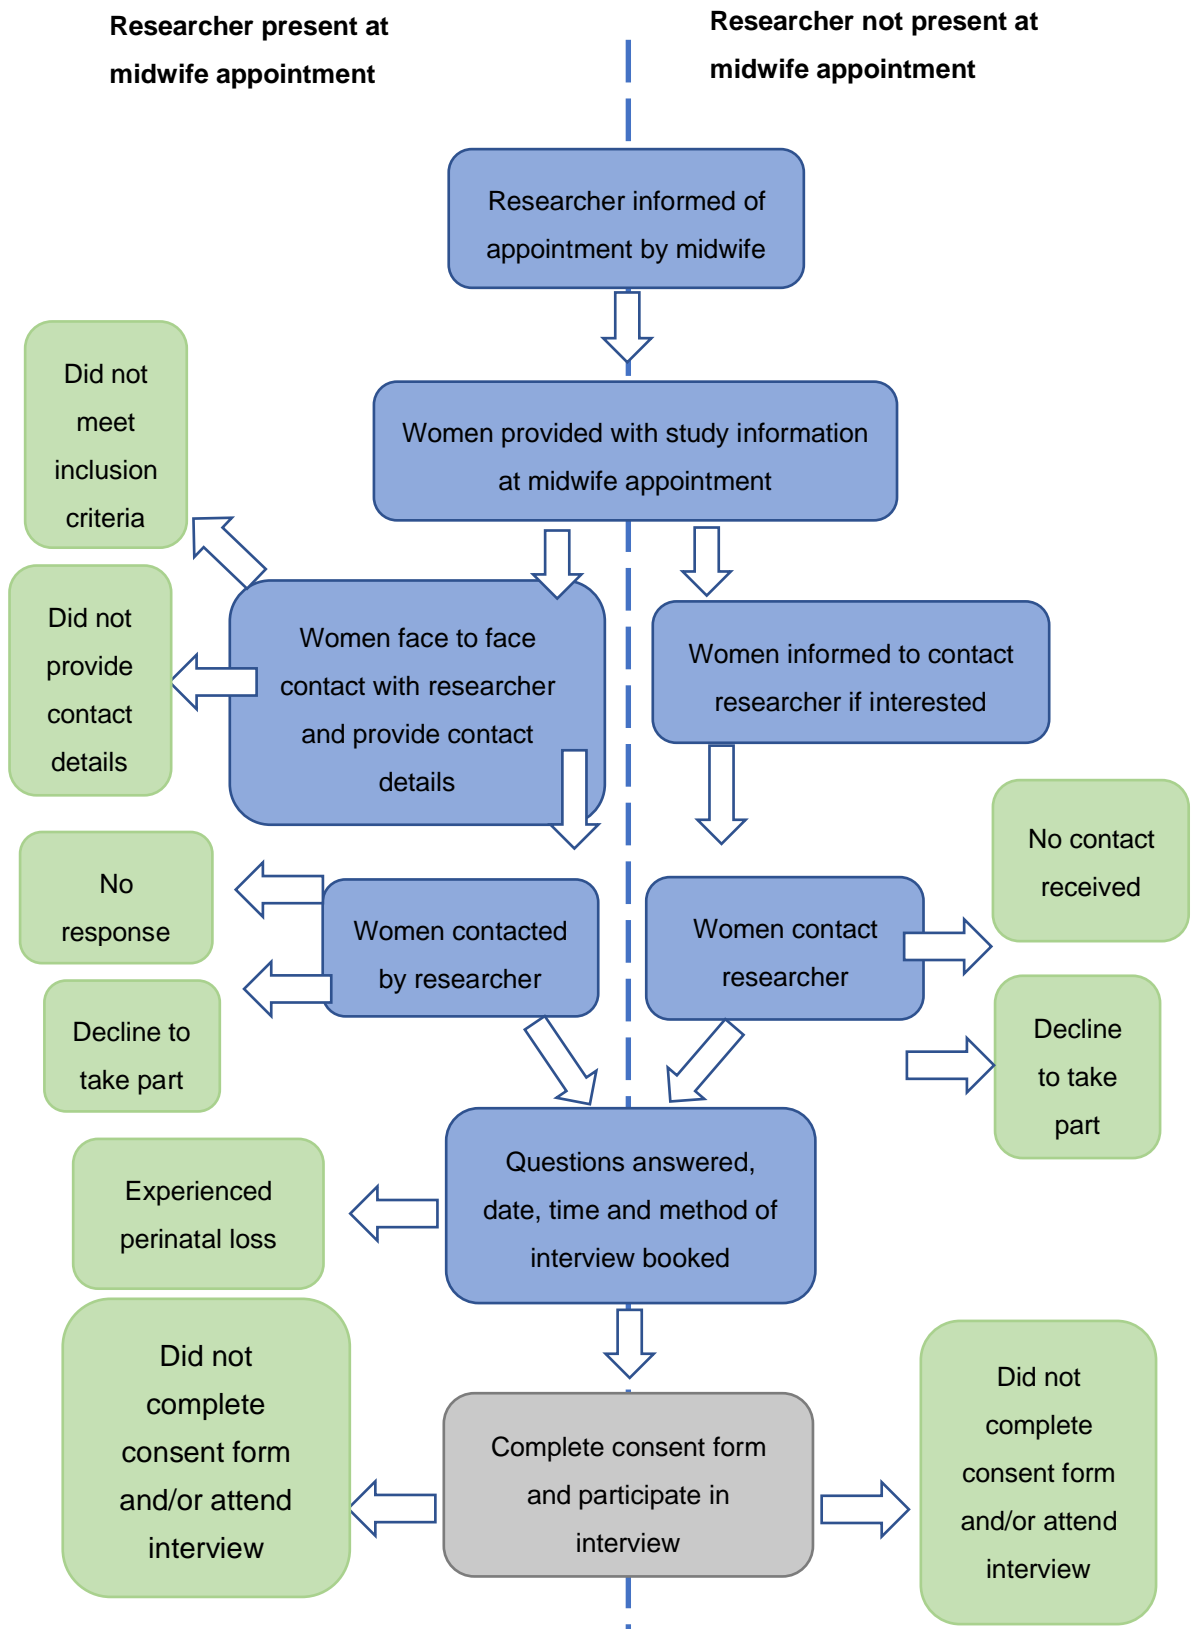 Researcher present at
midwife appointment
Researcher not present at
midwife appointment
Researcher informed of
appointment by midwife
Women provided with study information
at midwife appointment
Did not
meet
inclusion
criteria
Did not
provide
contact
details
Women face to face
contact with researcher
and provide contact
details
Women informed to contact
researcher if interested
No
response
Decline to
take part
Women contacted
by researcher
Women contact
researcher
No contact
received
Decline
to take
part
Experienced
perinatal loss
Questions answered,
date, time and method of
interview booked
Did not
complete
consent form
and/or attend
interview
Complete consent form
and participate in
interview
Did not
complete
consent form
and/or attend
interview